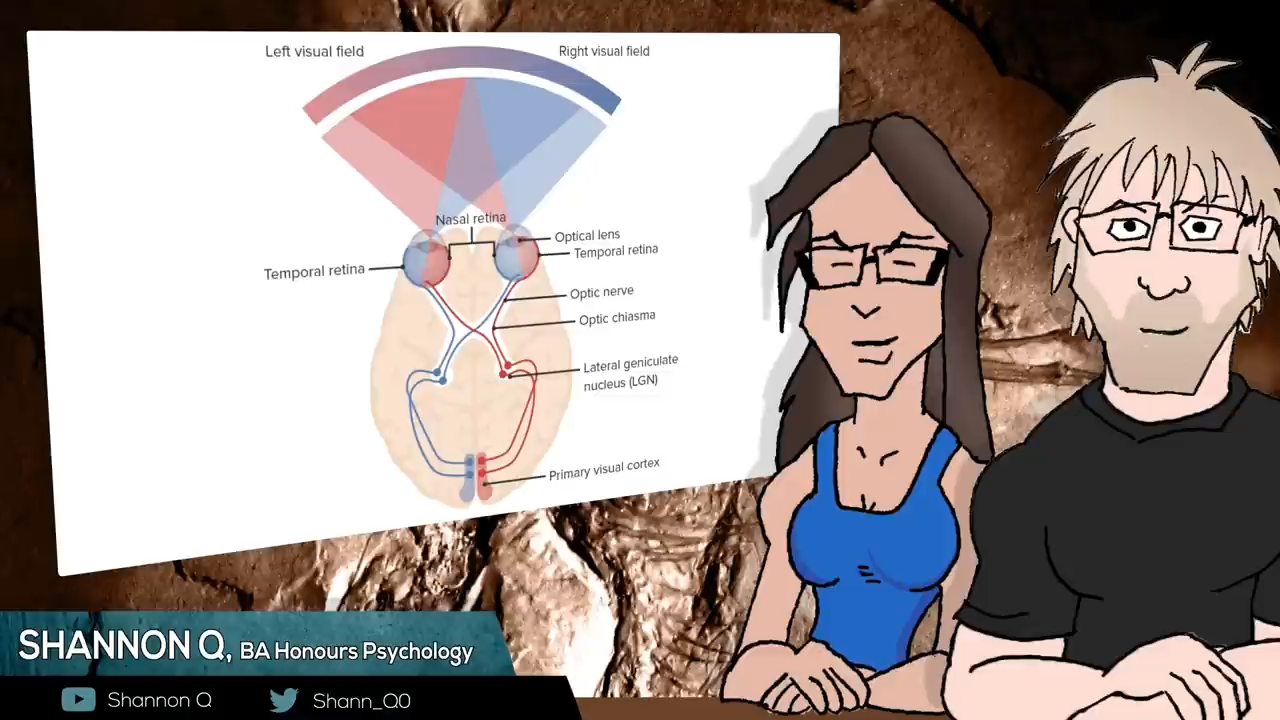 Left visual field
Right visual field
Nasal retina
Optical lens
Temporal retina
Temporal retina
Optic nerve
Optic chiasma
Lateral geniculate
nucleus (LGN)
Primary visual cortex
SHANNON Q, BA Honours Psychology
Shannon Q
Shann_Q0